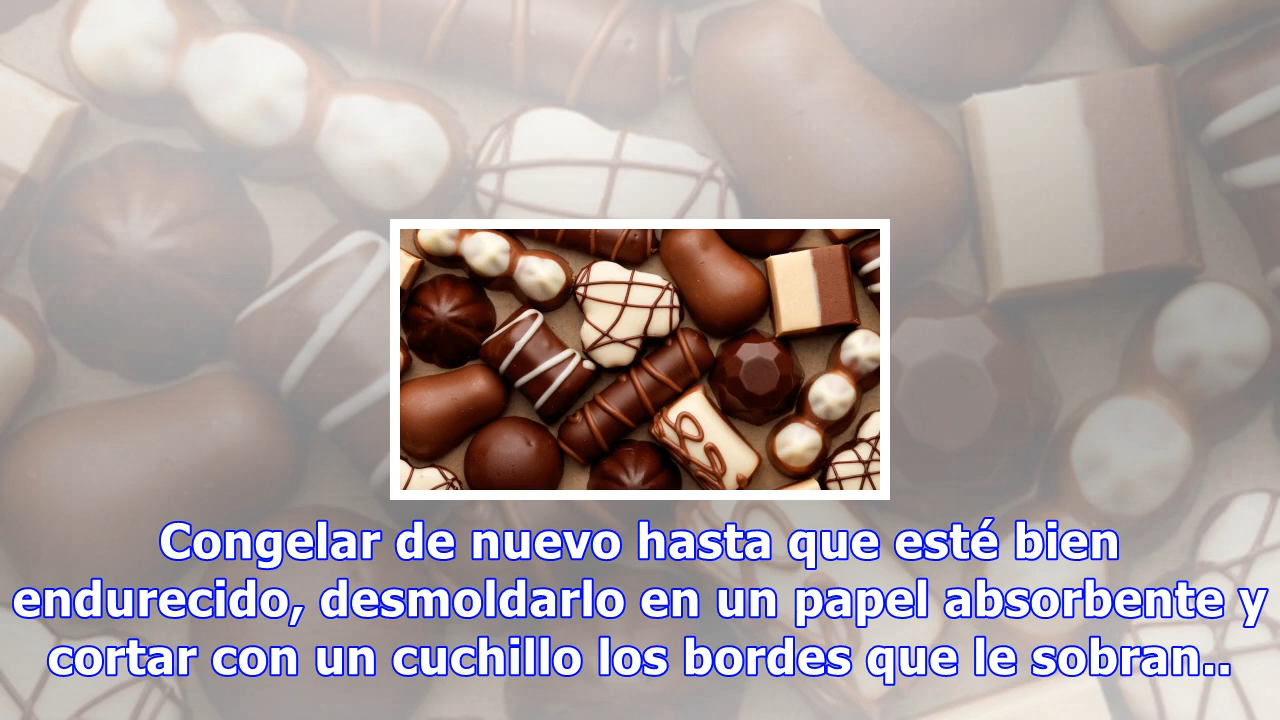 Congelar de nuevo hasta que esté bien
endurecido, desmoldarlo en un papel absorbente y
cortar con un cuchillo los bordes que le sobran..